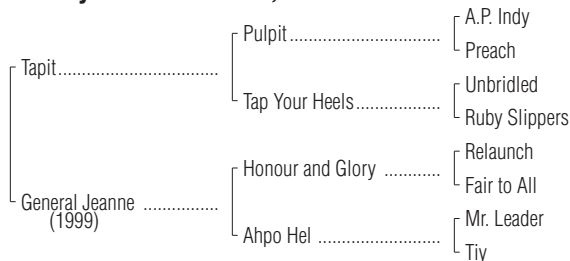 A.P. Indy
Pulpit
Preach
Tapit
Unbridled
Tap Your Heels
Ruby Slippers
Relaunch
Honour and Glory
Fair to All
General Jeanne
(1999)
Mr. Leader
Ahpo Hel
Tiy